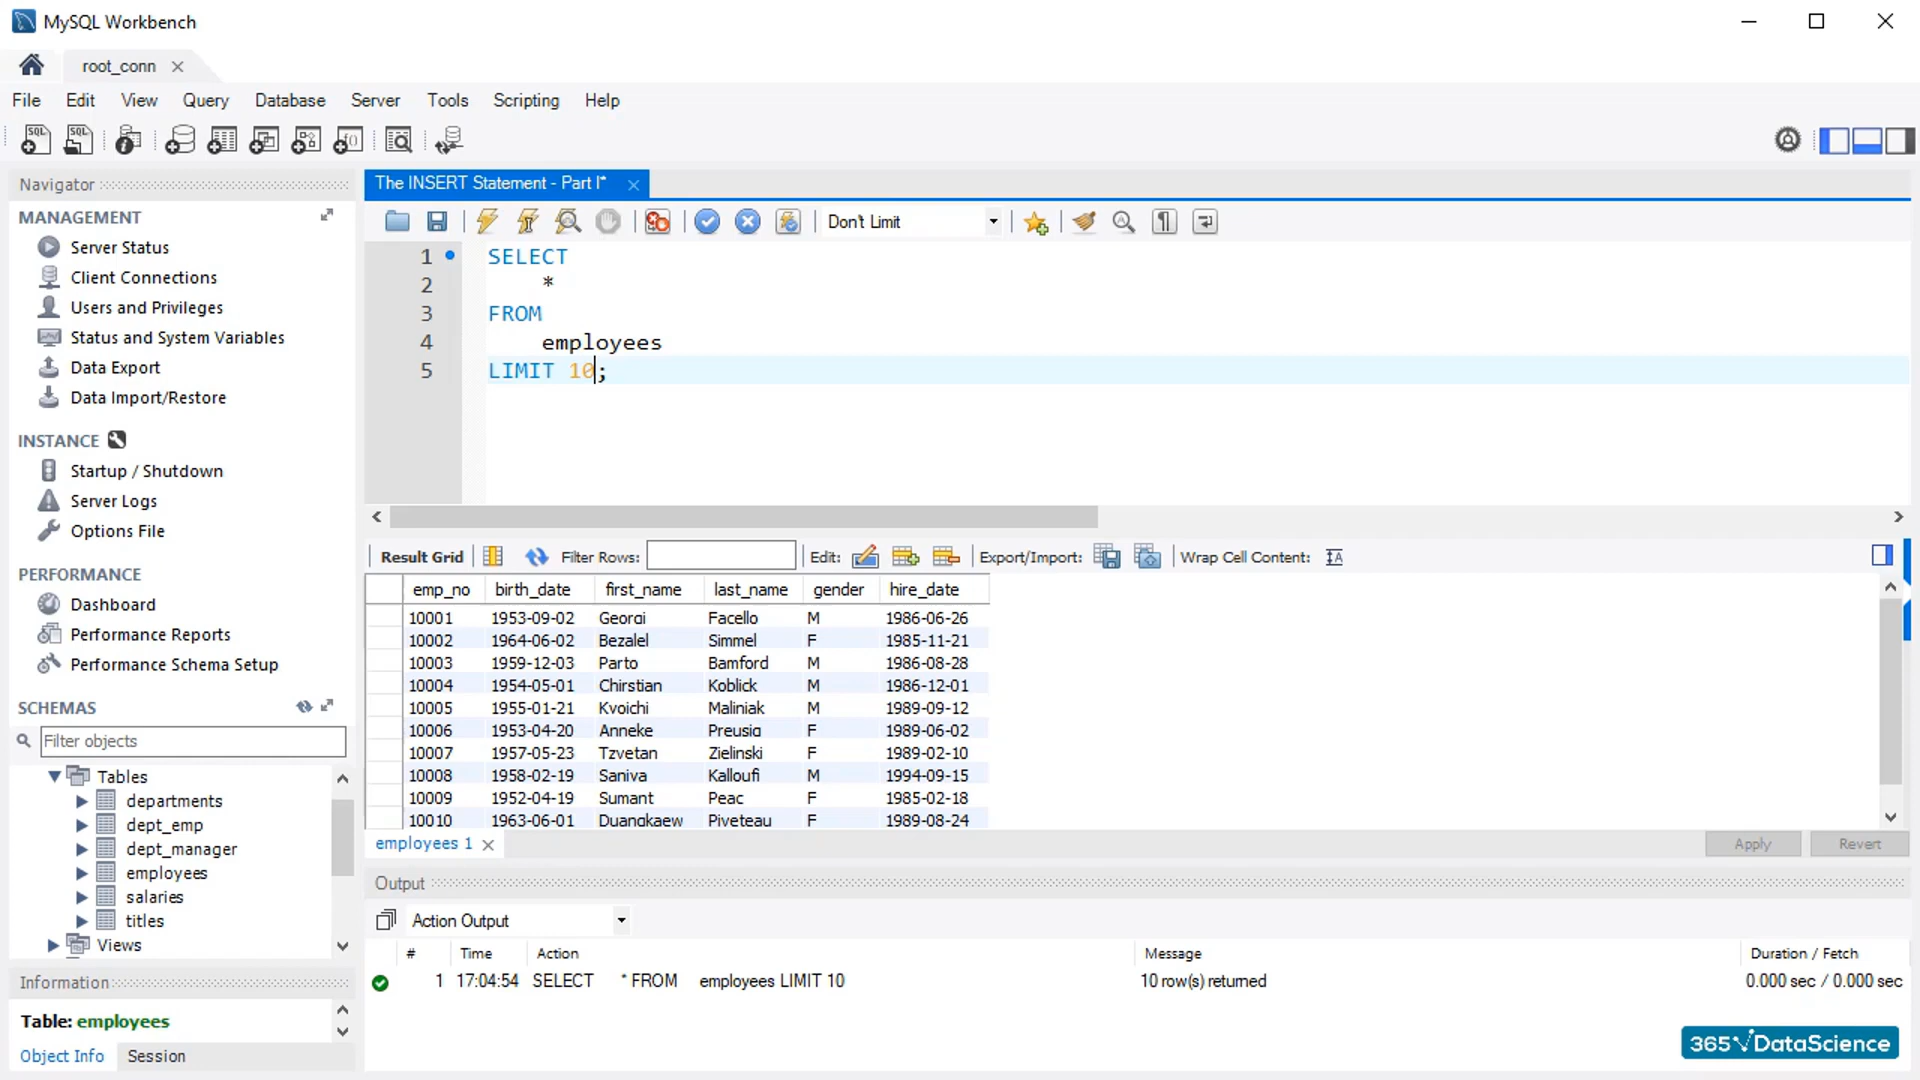 MySQL Workbench
root_conn
File Edit View Query Database Server Tools Scripting Help
Navigator
MANAGEMENT
Server Status
Client Connections
Users and Privileges
Status and System Variables
Data Export
Data Import/Restore
INSTANCE
Startup / Shutdown
Server Logs
Options File
PERFORMANCE
Dashboard
Performance Reports
Performance Schema Setup
SCHEMAS
Filter objects
Tables
departments
dept_emp
dept_manager
employees
salaries
titles
Views
Information
Table: employees
Object Info Session
The INSERT Statement - Part I*
Don't Limit
1 SELECT
2 *
3 FROM
4 employees
5 LIMIT 10;
Result Grid Filter Rows: Edit: Export/Import: Wrap Cell Content:
emp_no birth_date first_name last_name gender hire_date
10001 1953-09-02 Georgi Facello M 1986-06-26
10002 1964-06-02 Bezalel Simmel F 1985-11-21
10003 1959-12-03 Parto Bamford M 1986-08-28
10004 1954-05-01 Chirstian Koblick M 1986-12-01
10005 1955-01-21 Kyoichi Maliniak M 1989-09-12
10006 1953-04-20 Anneke Preusig F 1989-06-02
10007 1957-05-23 Tzvetan Zielinski F 1989-02-10
10008 1958-02-19 Saniya Kalloufi M 1994-09-15
10009 1952-04-19 Sumant Peac F 1985-02-18
10010 1963-06-01 Duangkaew Piveteau F 1989-08-24
employees 1
Apply Revert
Output
Action Output
# Time Action Message Duration / Fetch
1 17:04:54 SELECT * FROM employees LIMIT 10 10 row(s) returned 0.000 sec / 0.000 sec
365 DataScience